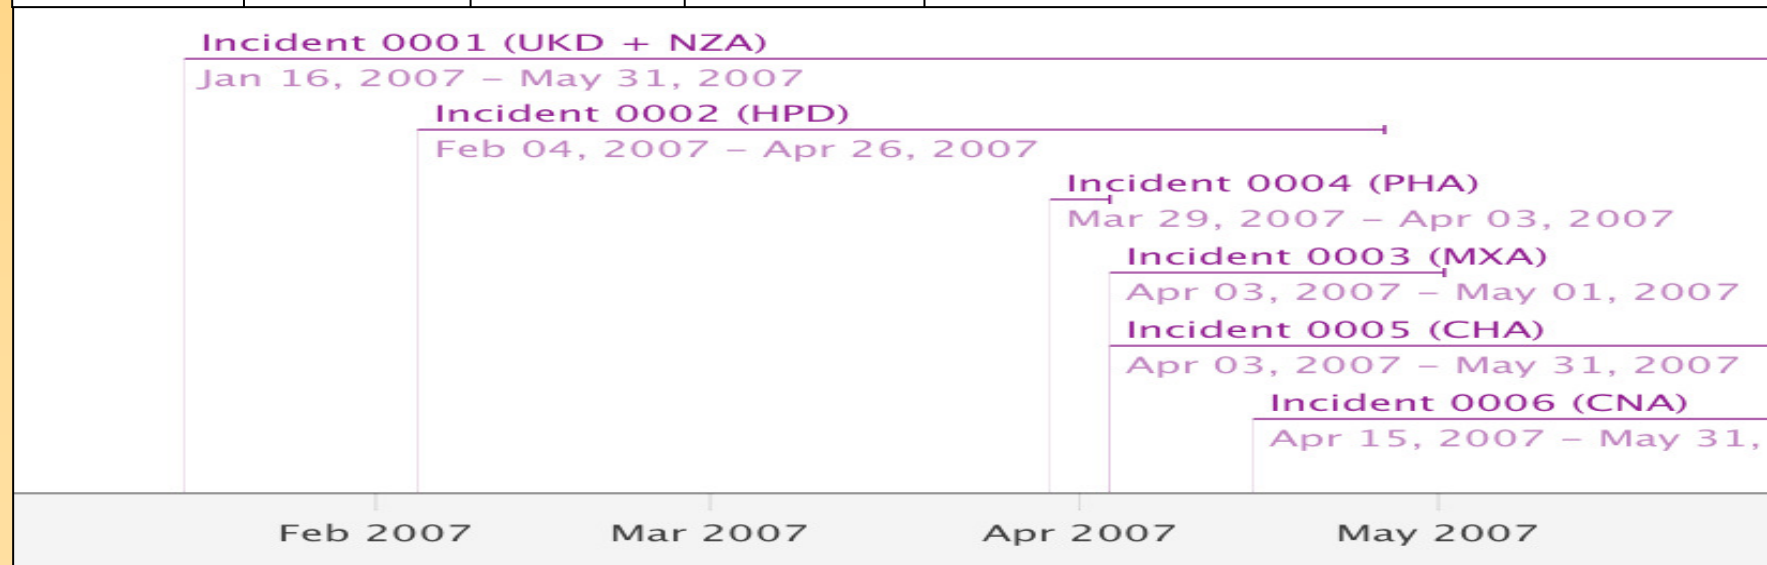 Incident 0001 (UKD + NZA)
Jan 16, 2007 – May 31, 2007
Incident 0002 (HPD)
Feb 04, 2007 – Apr 26, 2007
Incident 0004 (PHA)
Mar 29, 2007 – Apr 03, 2007
Incident 0003 (MXA)
Apr 03, 2007 – May 01, 2007
Incident 0005 (CHA)
Apr 03, 2007 – May 31, 2007
Incident 0006 (CNA)
Apr 15, 2007 – May 31,
Feb 2007 Mar 2007 Apr 2007 May 2007